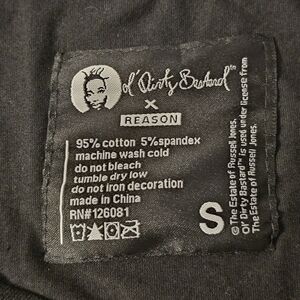 Ol' Dirty Bastard™
X
REASON
95% cotton 5%spandex
machine wash cold
do not bleach
tumble dry low
do not iron decoration
made in China
RN#126081
S
© The Estate of Russell Jones.
Ol' Dirty Bastard™ is used under license from
The Estate of Russell Jones.